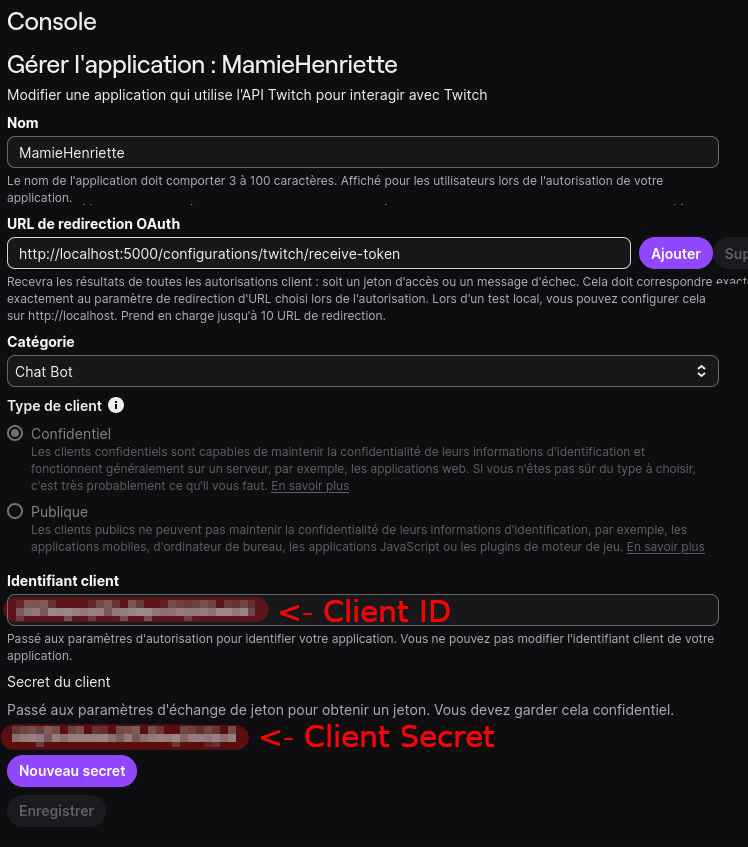 Console
Gérer l'application : MamieHenriette
Modifier une application qui utilise l'API Twitch pour interagir avec Twitch
Nom
MamieHenriette
Le nom de l'application doit comporter 3 à 100 caractères. Affiché pour les utilisateurs lors de l'autorisation de votre
application.
URL de redirection OAuth
http://localhost:5000/configurations/twitch/receive-token
Ajouter
Sup
Recevra les résultats de toutes les autorisations client : soit un jeton d'accès ou un message d'échec. Cela doit correspondre exacte
exactement au paramètre de redirection d'URL choisi lors de l'autorisation. Lors d'un test local, vous pouvez configurer cela
sur http://localhost. Prend en charge jusqu'à 10 URL de redirection.
Catégorie
Chat Bot
Type de client
Confidentiel
Les clients confidentiels sont capables de maintenir la confidentialité de leurs informations d'identification et
fonctionnent généralement sur un serveur, par exemple, les applications web. Si vous n'êtes pas sûr du type à choisir,
c'est très probablement ce qu'il vous faut. En savoir plus
Publique
Les clients publics ne peuvent pas maintenir la confidentialité de leurs informations d'identification, par exemple, les
applications mobiles, d'ordinateur de bureau, les applications JavaScript ou les plugins de moteur de jeu. En savoir plus
Identifiant client
<- Client ID
Passé aux paramètres d'autorisation pour identifier votre application. Vous ne pouvez pas modifier l'identifiant client de votre
application.
Secret du client
Passé aux paramètres d'échange de jeton pour obtenir un jeton. Vous devez garder cela confidentiel.
<- Client Secret
Nouveau secret
Enregistrer